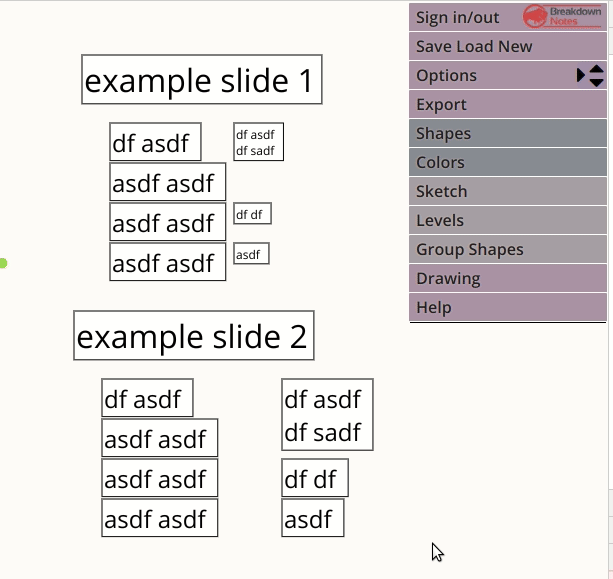 example slide 1
df asdf
asdf asdf
asdf asdf
asdf asdf
df asdf
df sadf
df df
asdf
example slide 2
df asdf
asdf asdf
asdf asdf
asdf asdf
df asdf
df sadf
df df
asdf
Sign in/out
Breakdown
Notes
Save Load New
Options
Export
Shapes
Colors
Sketch
Levels
Group Shapes
Drawing
Help